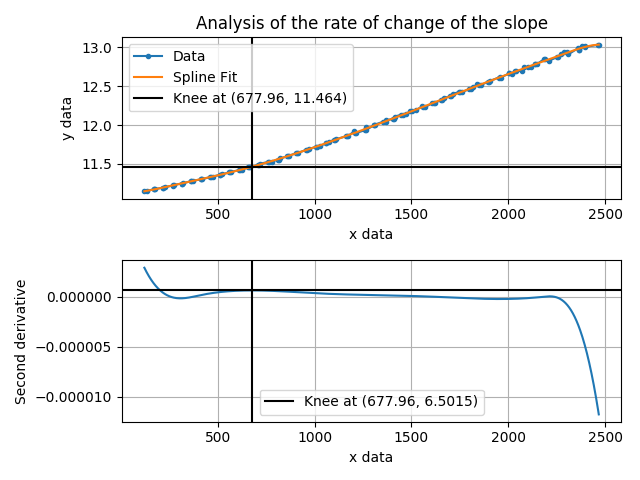 Analysis of the rate of change of the slope
13.0
12.5
12.0
11.5
y data
Data
Spline Fit
Knee at (677.96, 11.464)
500 1000 1500 2000 2500
x data
0.000000
−0.000005
−0.000010
Second derivative
Knee at (677.96, 6.5015)
500 1000 1500 2000 2500
x data